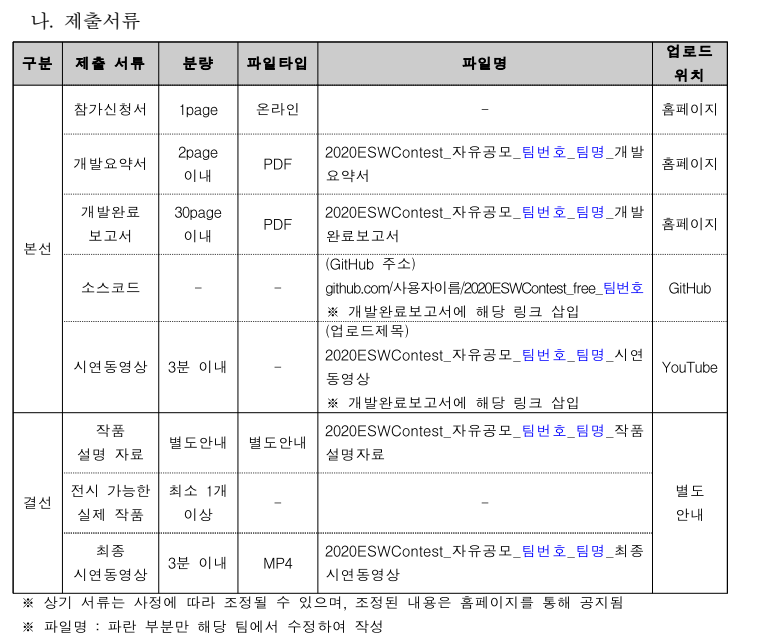 나. 제출서류
구분 제출 서류 분량 파일타입 파일명 업로드
위치
본선
참가신청서 1page 온라인 - 홈페이지
개발요약서 2page
이내 PDF 2020ESWContest_자유공모_팀번호_팀명_개발
요약서 홈페이지
개발완료
보고서 30page
이내 PDF 2020ESWContest_자유공모_팀번호_팀명_개발
완료보고서 홈페이지
소스코드 - - (GitHub 주소)
github.com/사용자이름/2020ESWContest_free_팀번호
※ 개발완료보고서에 해당 링크 삽입 GitHub
시연동영상 3분 이내 - (업로드제목)
2020ESWContest_자유공모_팀번호_팀명_시연
동영상
※ 개발완료보고서에 해당 링크 삽입 YouTube
결선
작품
설명 자료 별도안내 별도안내 2020ESWContest_자유공모_팀번호_팀명_작품
설명자료
전시 가능한
실제 작품 최소 1개
이상 - -
최종
시연동영상 3분 이내 MP4 2020ESWContest_자유공모_팀번호_팀명_최종
시연동영상
별도
안내
※ 상기 서류는 사정에 따라 조정될 수 있으며, 조정된 내용은 홈페이지를 통해 공지됨
※ 파일명 : 파란 부분만 해당 팀에서 수정하여 작성